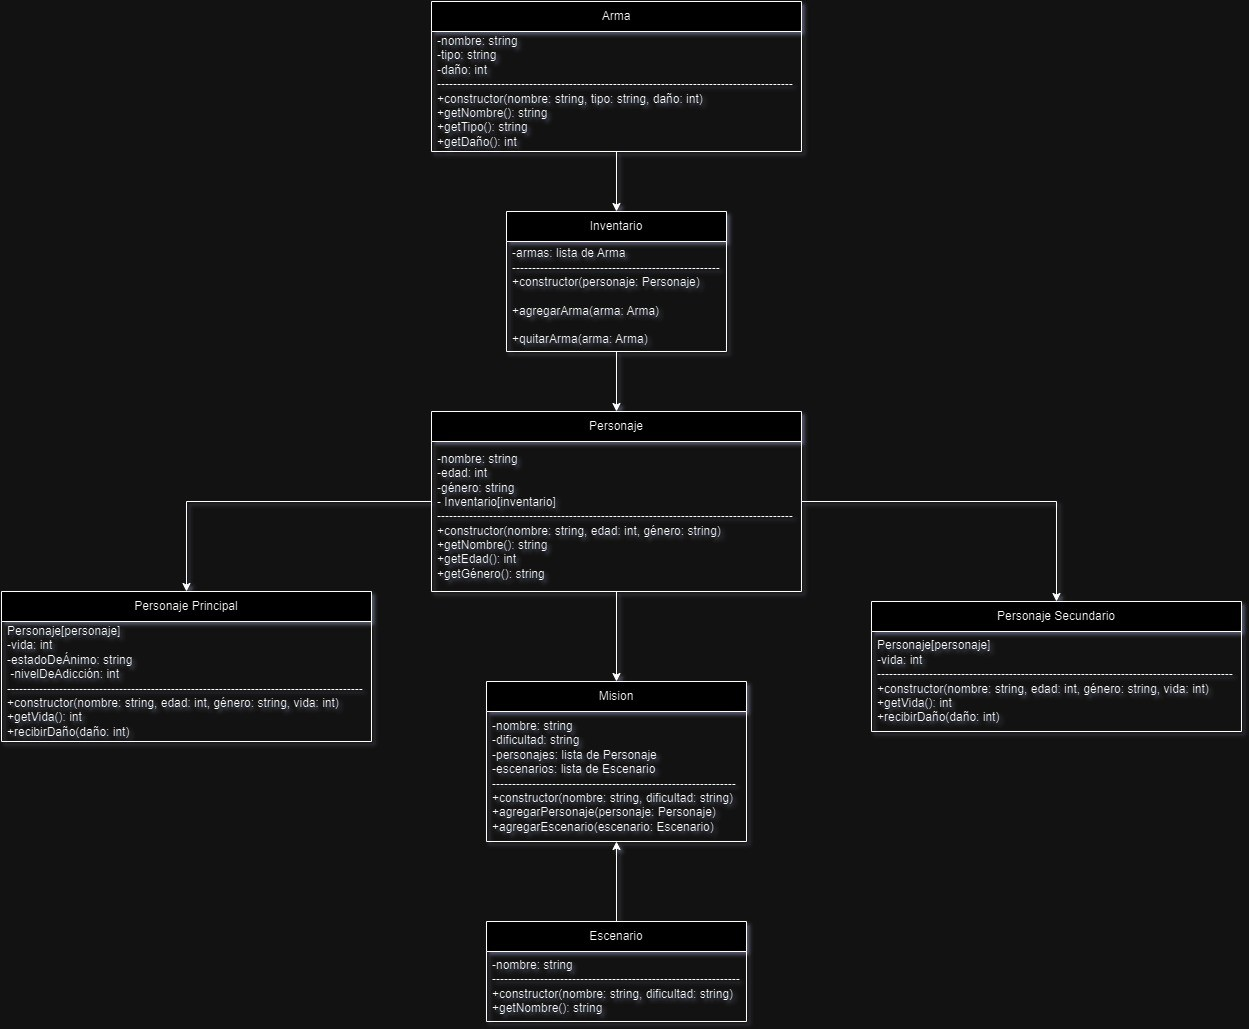 Arma
-nombre: string
-tipo: string
-daño: int
-----------------------------------------------------------------------------------------
+constructor(nombre: string, tipo: string, daño: int)
+getNombre(): string
+getTipo(): string
+getDaño(): int
Inventario
-armas: lista de Arma
----------------------------------------------------
+constructor(personaje: Personaje)
+agregarArma(arma: Arma)
+quitarArma(arma: Arma)
Personaje
-nombre: string
-edad: int
-género: string
- Inventario[inventario]
-----------------------------------------------------------------------------------------
+constructor(nombre: string, edad: int, género: string)
+getNombre(): string
+getEdad(): int
+getGénero(): string
Personaje Principal
Personaje[personaje]
-vida: int
-estadoDeÁnimo: string
-nivelDeAdicción: int
-----------------------------------------------------------------------------------------
+constructor(nombre: string, edad: int, género: string, vida: int)
+getVida(): int
+recibirDaño(daño: int)
Personaje Secundario
Personaje[personaje]
-vida: int
-----------------------------------------------------------------------------------------
+constructor(nombre: string, edad: int, género: string, vida: int)
+getVida(): int
+recibirDaño(daño: int)
Mision
-nombre: string
-dificultad: string
-personajes: lista de Personaje
-escenarios: lista de Escenario
-------------------------------------------------------------
+constructor(nombre: string, dificultad: string)
+agregarPersonaje(personaje: Personaje)
+agregarEscenario(escenario: Escenario)
Escenario
-nombre: string
--------------------------------------------------------------
+constructor(nombre: string, dificultad: string)
+getNombre(): string